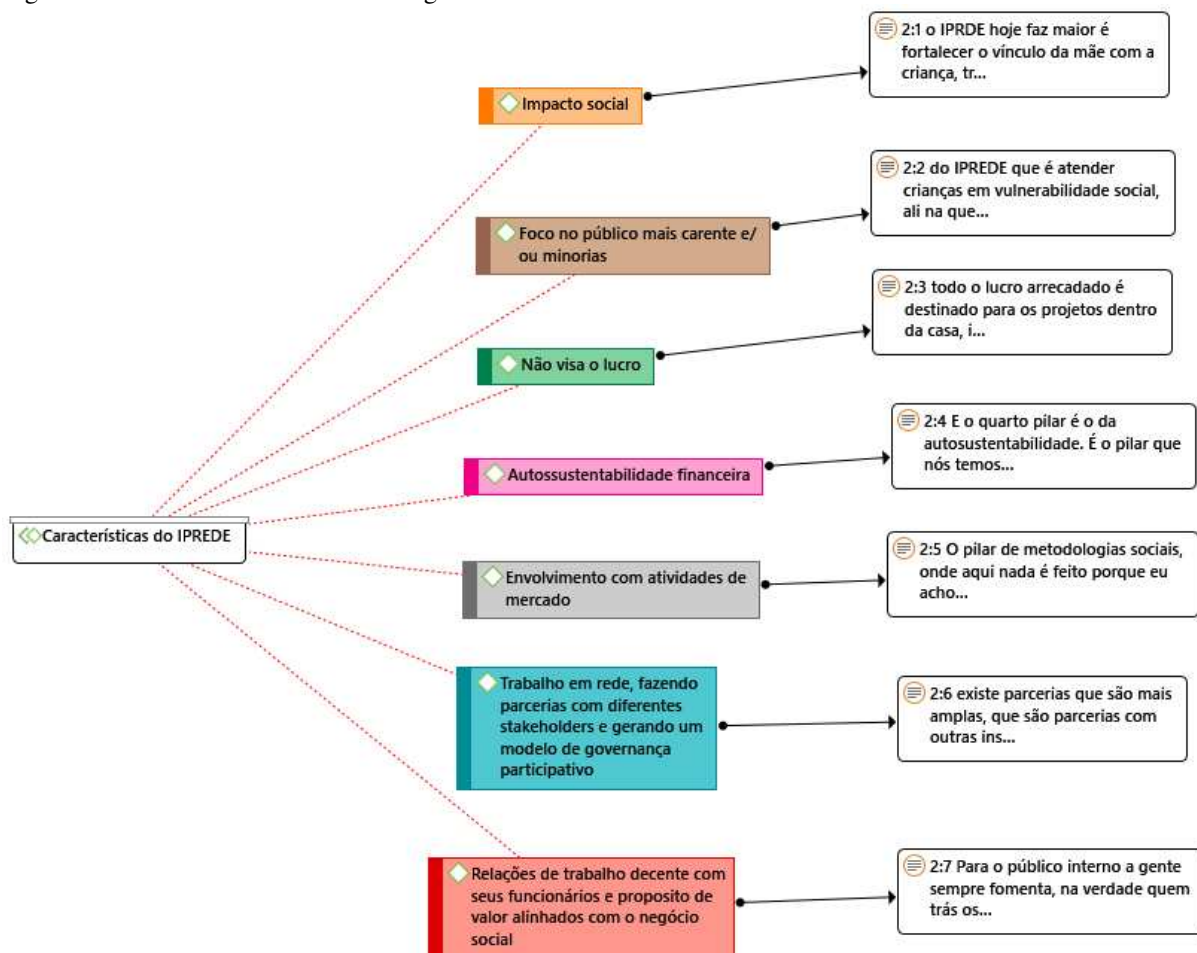 2:1 o IPRDE hoje faz maior é
fortalecer o vínculo da mãe com a
criança, tr...
Impacto social
2:2 do IPREDE que é atender
crianças em vulnerabilidade social,
ali na que...
Foco no público mais carente e/
ou minorias
2:3 todo o lucro arrecadado é
destinado para os projetos dentro
da casa, i...
Não visa o lucro
2:4 E o quarto pilar é o da
autosustentabilidade. É o pilar que
nós temos...
Autossustentabilidade financeira
Características do IPREDE
2:5 O pilar de metodologias sociais,
onde aqui nada é feito porque eu
acho...
Envolvimento com atividades de
mercado
Trabalho em rede, fazendo
parcerias com diferentes
stakeholders e gerando um
modelo de governança
participativo
2:6 existe parcerias que são mais
amplas, que são parcerias com
outras ins...
Relações de trabalho decente com
seus funcionários e proposito de
valor alinhados com o negócio
social
2:7 Para o público interno a gente
sempre fomenta, na verdade quem
trás os...